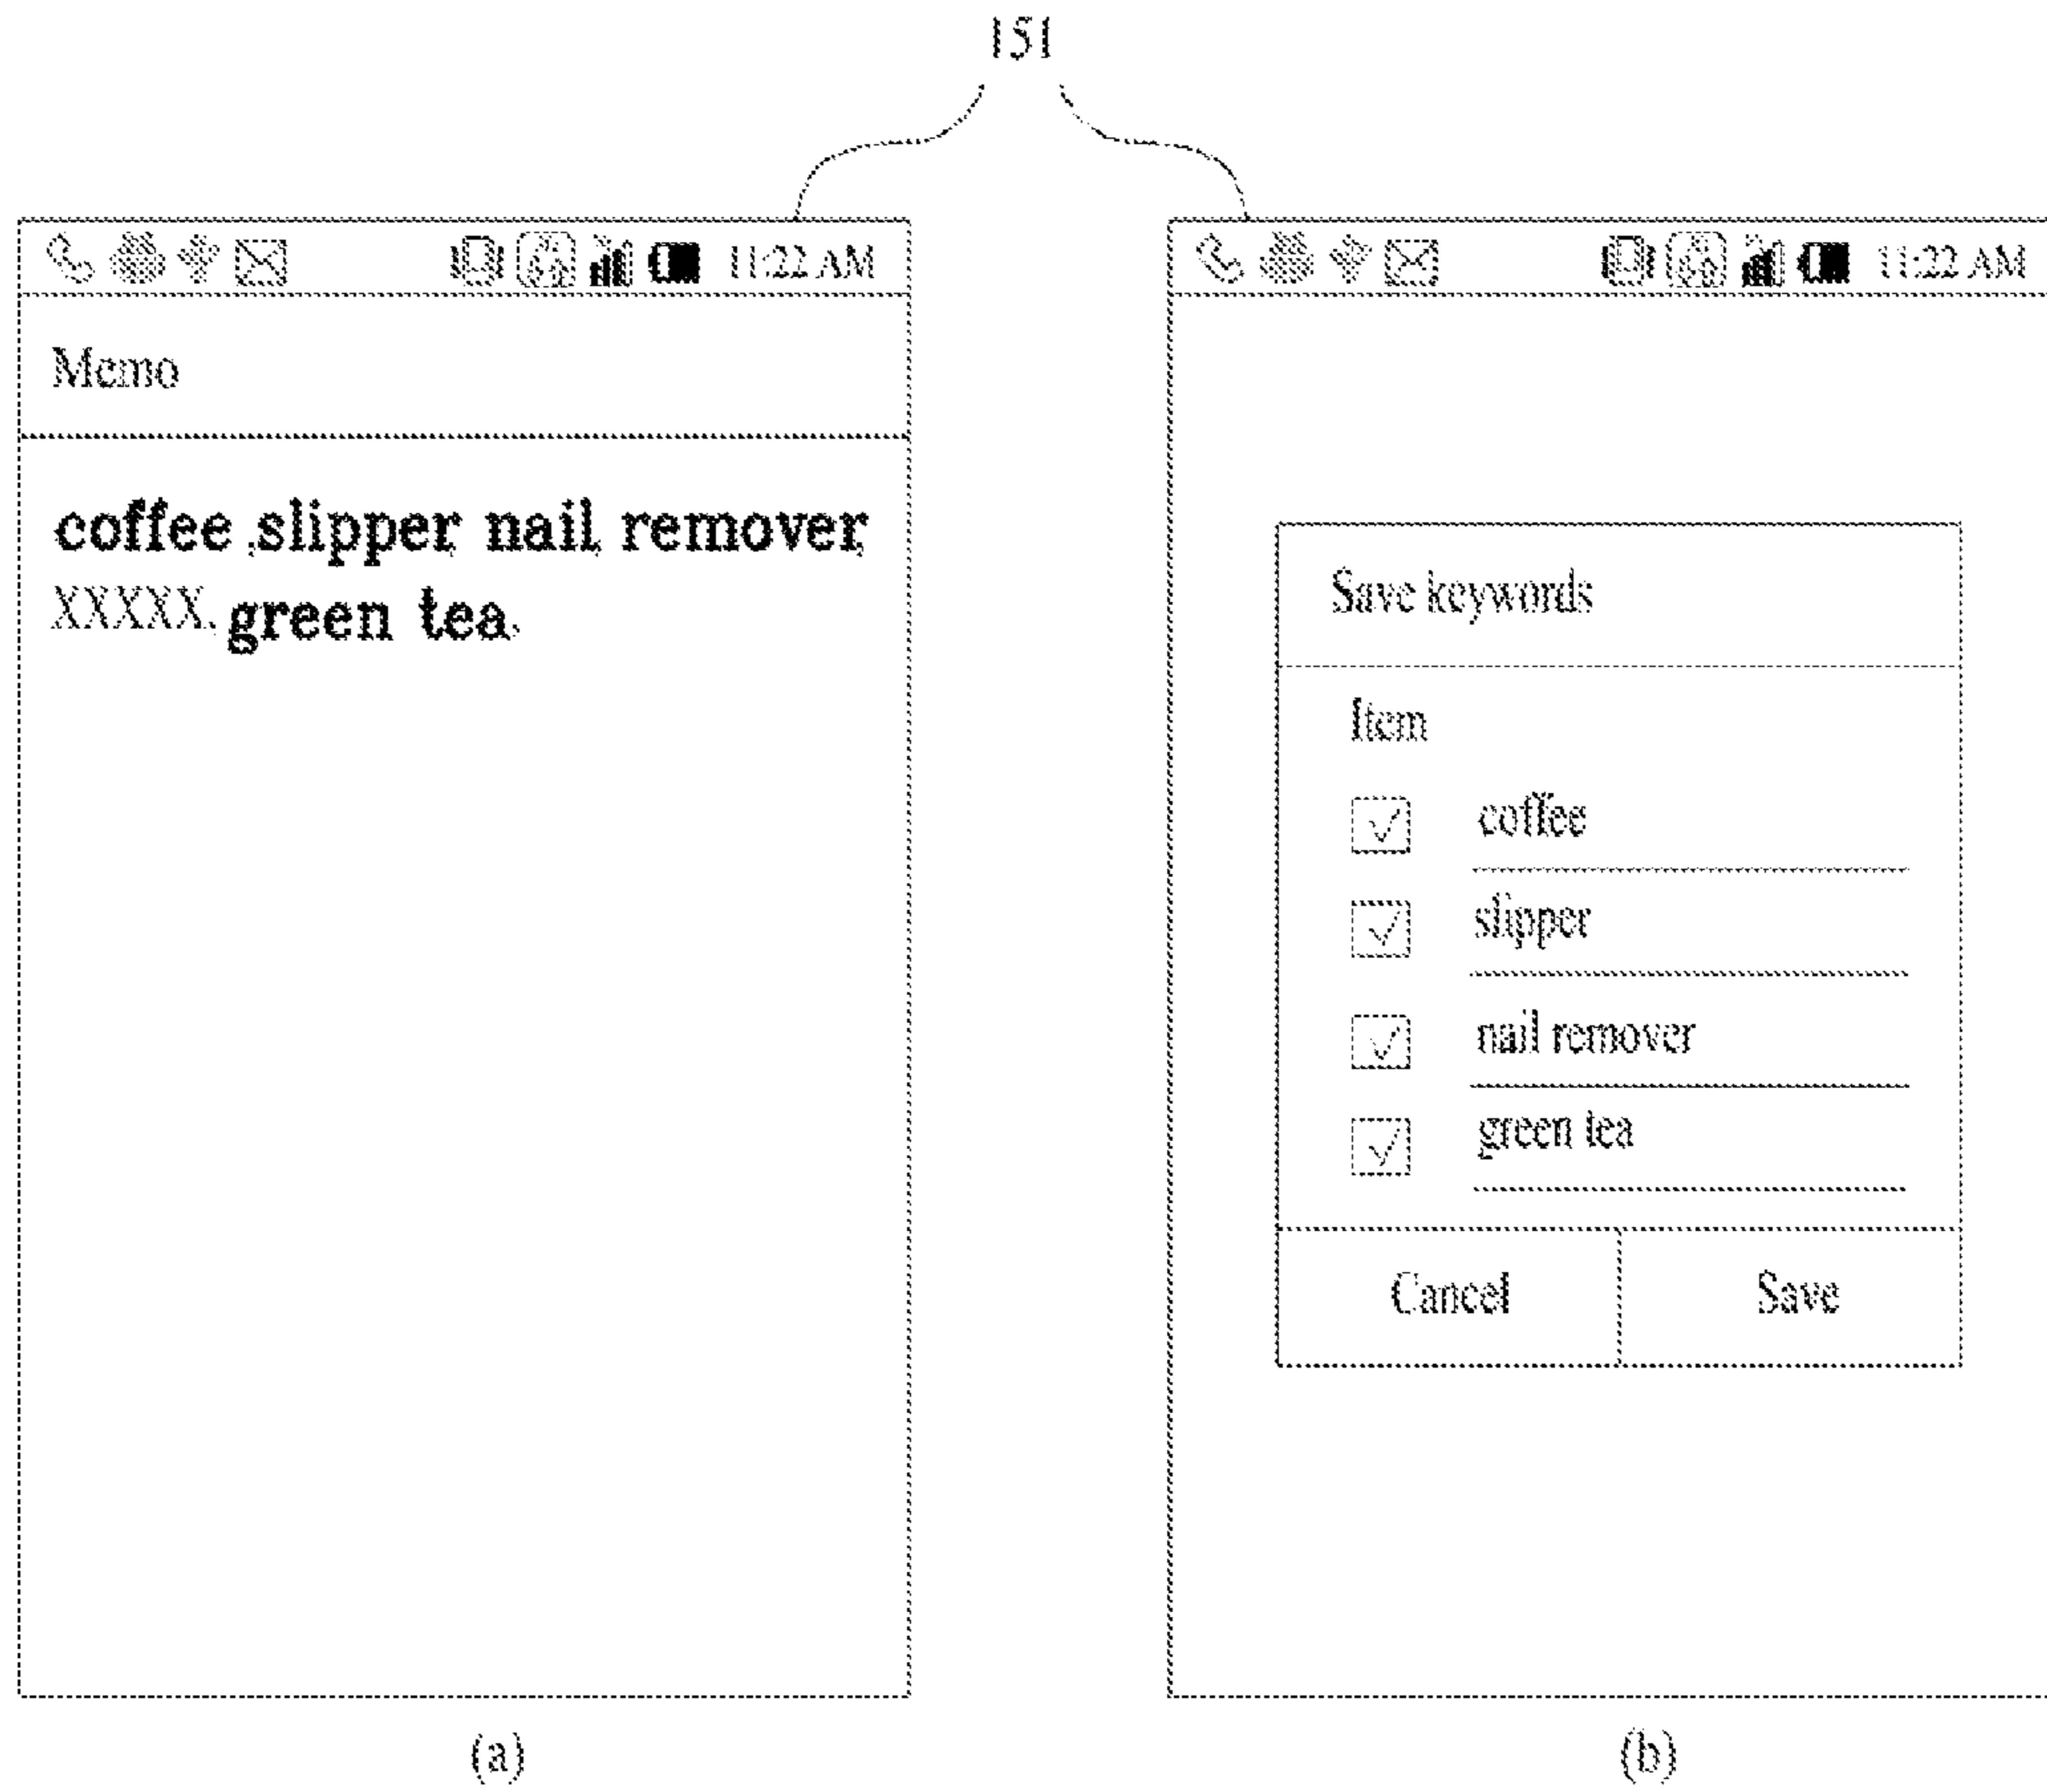 151
11:22 AM
Memo
coffee, slipper, nail remover,
XXXXX, green tea.
(a)
11:22 AM
Save keywords
Item
coffee
slipper
nail remover
green tea
Cancel
Save
(b)